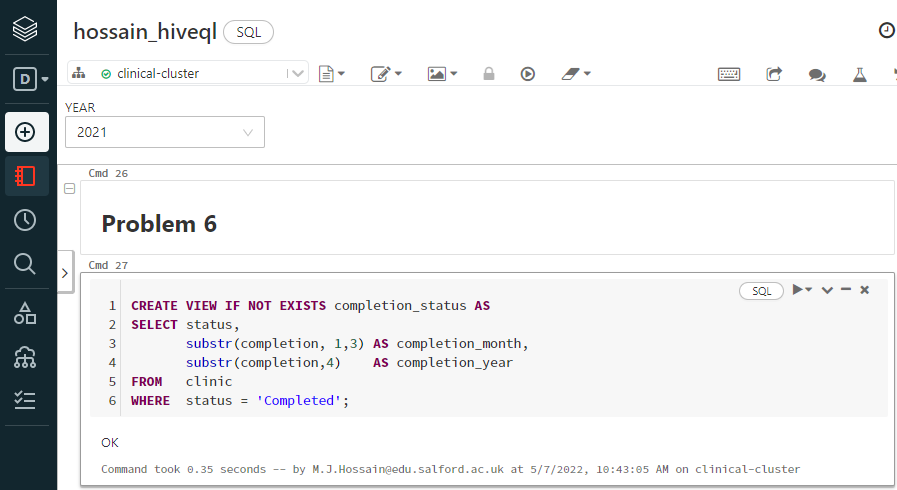 hossain_hiveql SQL
D
clinical-cluster
YEAR
2021
Cmd 26
Problem 6
Cmd 27
SQL
1 CREATE VIEW IF NOT EXISTS completion_status AS
2 SELECT status,
3 substr(completion, 1,3) AS completion_month,
4 substr(completion,4) AS completion_year
5 FROM clinic
6 WHERE status = 'Completed';
OK
Command took 0.35 seconds -- by M.J.Hossain@edu.salford.ac.uk at 5/7/2022, 10:43:05 AM on clinical-cluster